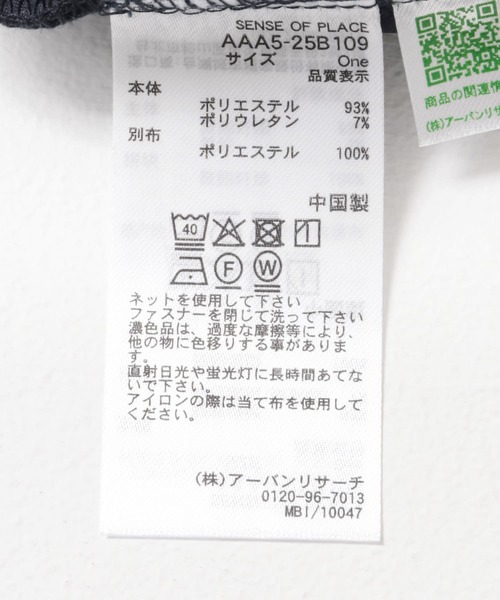 SENSE OF PLACE
AAA5-25B109
サイズ One
品質表示
本体
ポリエステル 93%
ポリウレタン 7%
別布
ポリエステル 100%
中国製
40
F W
ネットを使用して下さい
ファスナーを閉じて洗って下さい
濃色品は、過度な摩擦等により、
他の物に色移りする事がありま
す。
直射日光や蛍光灯に長時間あてな
いで下さい。
アイロンの際は当て布を使用して
ください。
(株)アーバンリサーチ
0120-96-7013
MBI/10047
商品の関連情
(株)アーバンリサ